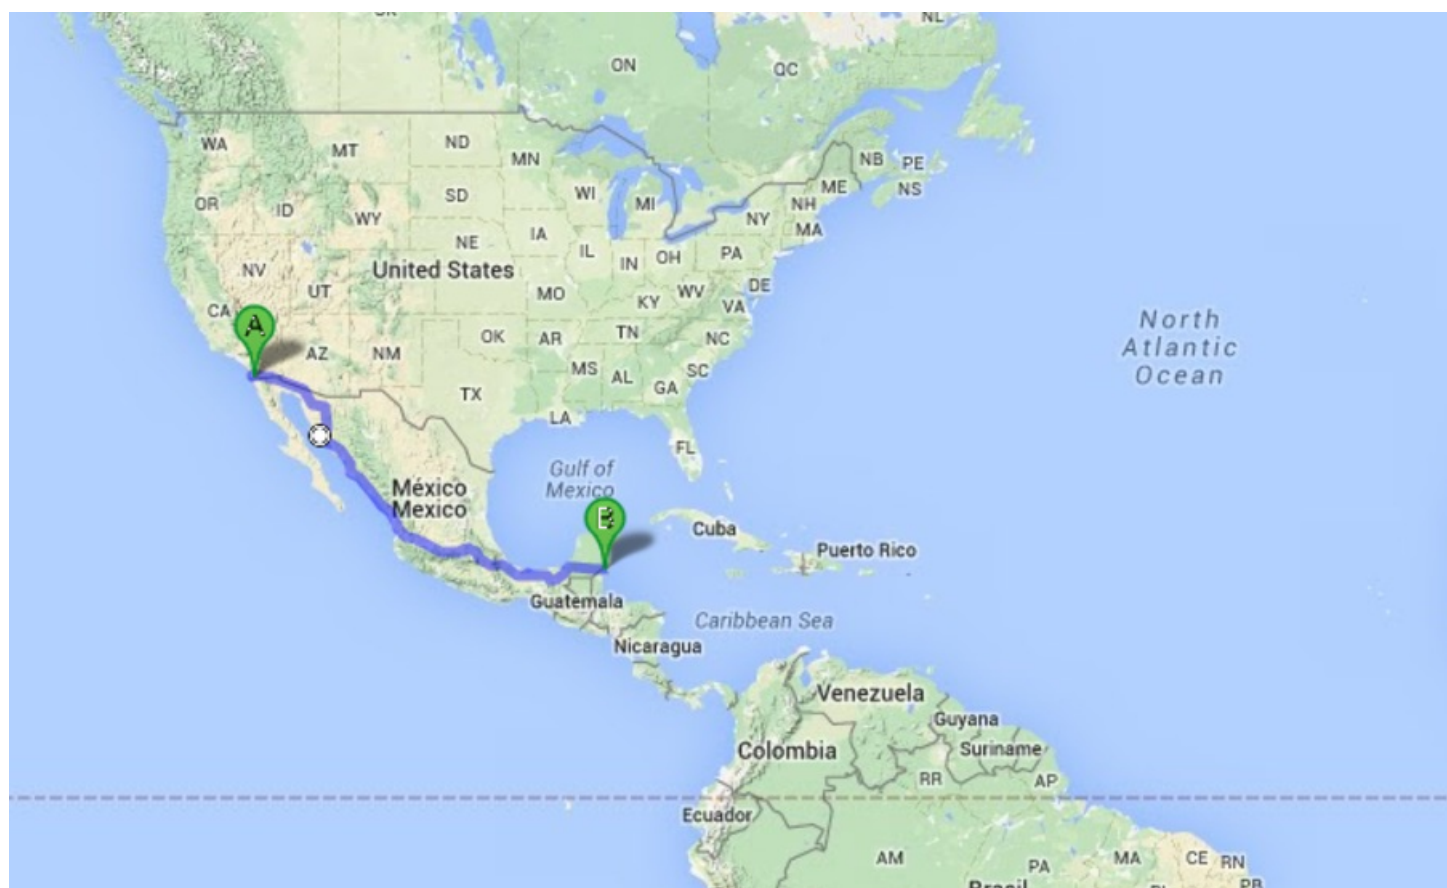 NL
ON
QC
WA
MT
ND
MN
NB
PE
OR
ID
SD
WI
MI
ME
NS
WY
NY
NH
MA
NE
IA
IL
IN
OH
PA
NV
United States
UT
MO
KY
WV
VA
DE
CA
A
AZ
NM
OK
AR
TN
NC
North
Atlantic
Ocean
TX
MS
AL
GA
SC
LA
FL
Gulf of
Mexico
México
Mexico
Cuba
Puerto Rico
Guatemala
Caribbean Sea
Nicaragua
Venezuela
Guyana
Colombia
Suriname
RR
AP
Ecuador
AM
PA
MA
CE
RN